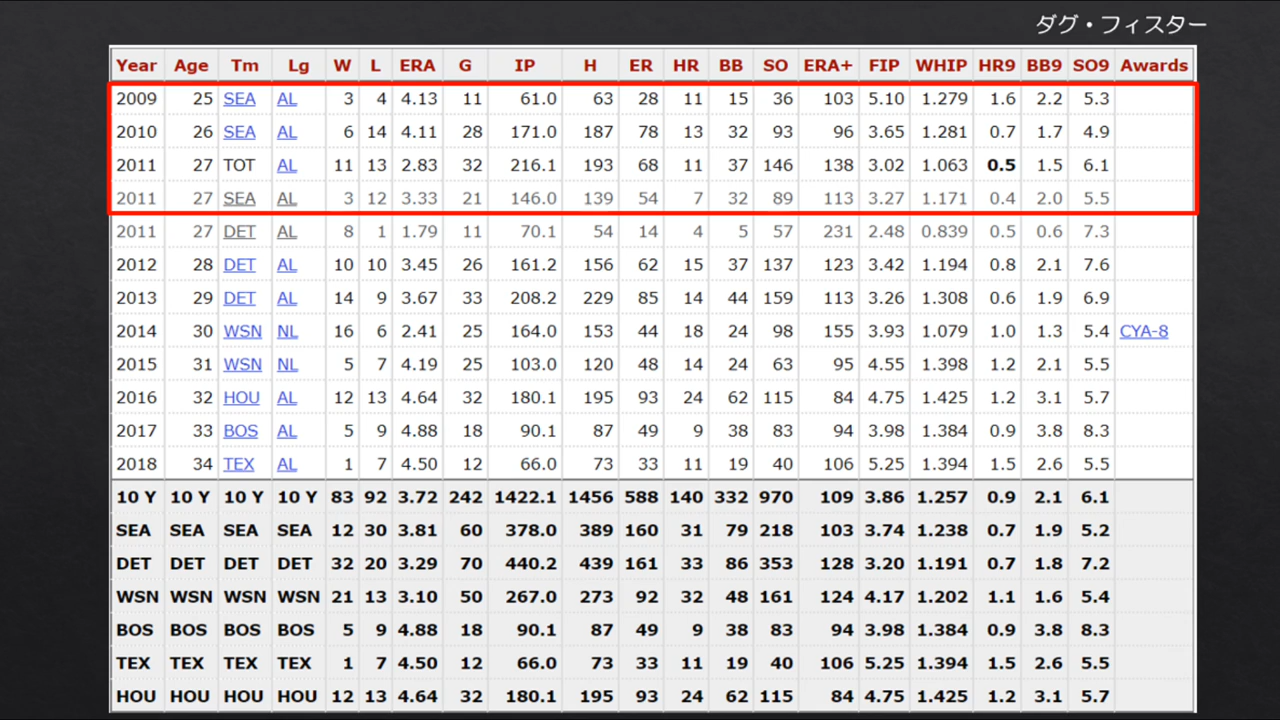 ダグ・フィスター
Year Age Tm Lg W L ERA G IP H ER HR BB SO ERA+ FIP WHIP HR9 BB9 SO9 Awards
2009 25 SEA AL 3 4 4.13 11 61.0 63 28 11 15 36 103 5.10 1.279 1.6 2.2 5.3
2010 26 SEA AL 6 14 4.11 28 171.0 187 78 13 32 93 96 3.65 1.281 0.7 1.7 4.9
2011 27 TOT AL 11 13 2.83 32 216.1 193 68 11 37 146 138 3.02 1.063 0.5 1.5 6.1
2011 27 SEA AL 3 12 3.33 21 146.0 139 54 7 32 89 113 3.27 1.171 0.4 2.0 5.5
2011 27 DET AL 8 1 1.79 11 70.1 54 14 4 5 57 231 2.48 0.839 0.5 0.6 7.3
2012 28 DET AL 10 10 3.45 26 161.2 156 62 15 37 137 123 3.42 1.194 0.8 2.1 7.6
2013 29 DET AL 14 9 3.67 33 208.2 229 85 14 44 159 113 3.26 1.308 0.6 1.9 6.9
2014 30 WSN NL 16 6 2.41 25 164.0 153 44 18 24 98 155 3.93 1.079 1.0 1.3 5.4 CYA-8
2015 31 WSN NL 5 7 4.19 25 103.0 120 48 14 24 63 95 4.55 1.398 1.2 2.1 5.5
2016 32 HOU AL 12 13 4.64 32 180.1 195 93 24 62 115 84 4.75 1.425 1.2 3.1 5.7
2017 33 BOS AL 5 9 4.88 18 90.1 87 49 9 38 83 94 3.98 1.384 0.9 3.8 8.3
2018 34 TEX AL 1 7 4.50 12 66.0 73 33 11 19 40 106 5.25 1.394 1.5 2.6 5.5
10 Y 10 Y 10 Y 10 Y 83 92 3.72 242 1422.1 1456 588 140 332 970 109 3.86 1.257 0.9 2.1 6.1
SEA SEA SEA SEA 12 30 3.81 60 378.0 389 160 31 79 218 103 3.74 1.238 0.7 1.9 5.2
DET DET DET DET 32 20 3.29 70 440.2 439 161 33 86 353 128 3.20 1.191 0.7 1.8 7.2
WSN WSN WSN WSN 21 13 3.10 50 267.0 273 92 32 48 161 124 4.17 1.202 1.1 1.6 5.4
BOS BOS BOS BOS 5 9 4.88 18 90.1 87 49 9 38 83 94 3.98 1.384 0.9 3.8 8.3
TEX TEX TEX TEX 1 7 4.50 12 66.0 73 33 11 19 40 106 5.25 1.394 1.5 2.6 5.5
HOU HOU HOU HOU 12 13 4.64 32 180.1 195 93 24 62 115 84 4.75 1.425 1.2 3.1 5.7